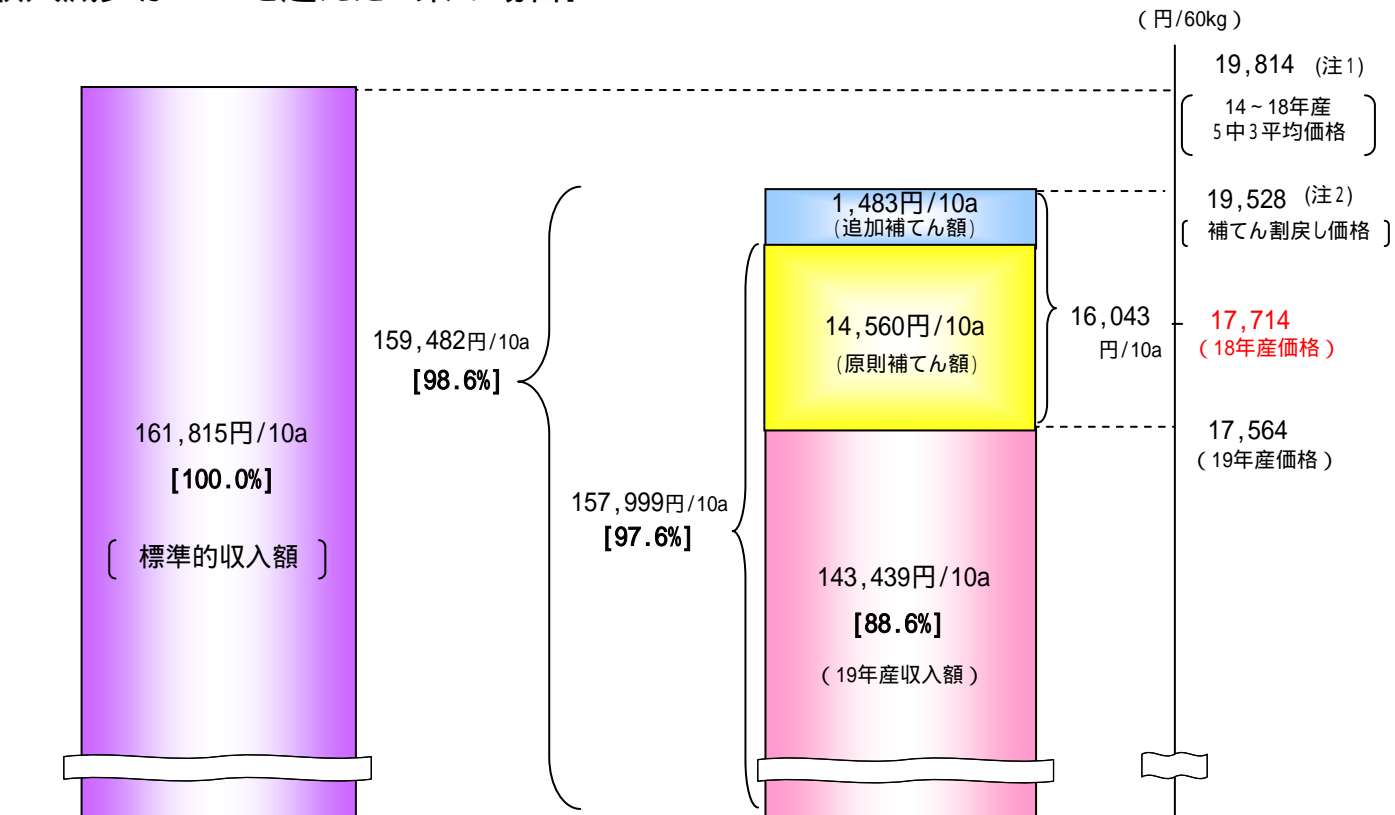 （円/60kg）
19,814 (注1)
14～18年産
5中3平均価格
1,483円/10a
(追加補てん額)
19,528 (注2)
補てん割戻し価格
14,560円/10a
(原則補てん額)
16,043
円/10a
17,714
（18年産価格）
159,482円/10a
[98.6%]
161,815円/10a
[100.0%]
標準的収入額
17,564
（19年産価格）
157,999円/10a
[97.6%]
143,439円/10a
[88.6%]
（19年産収入額）